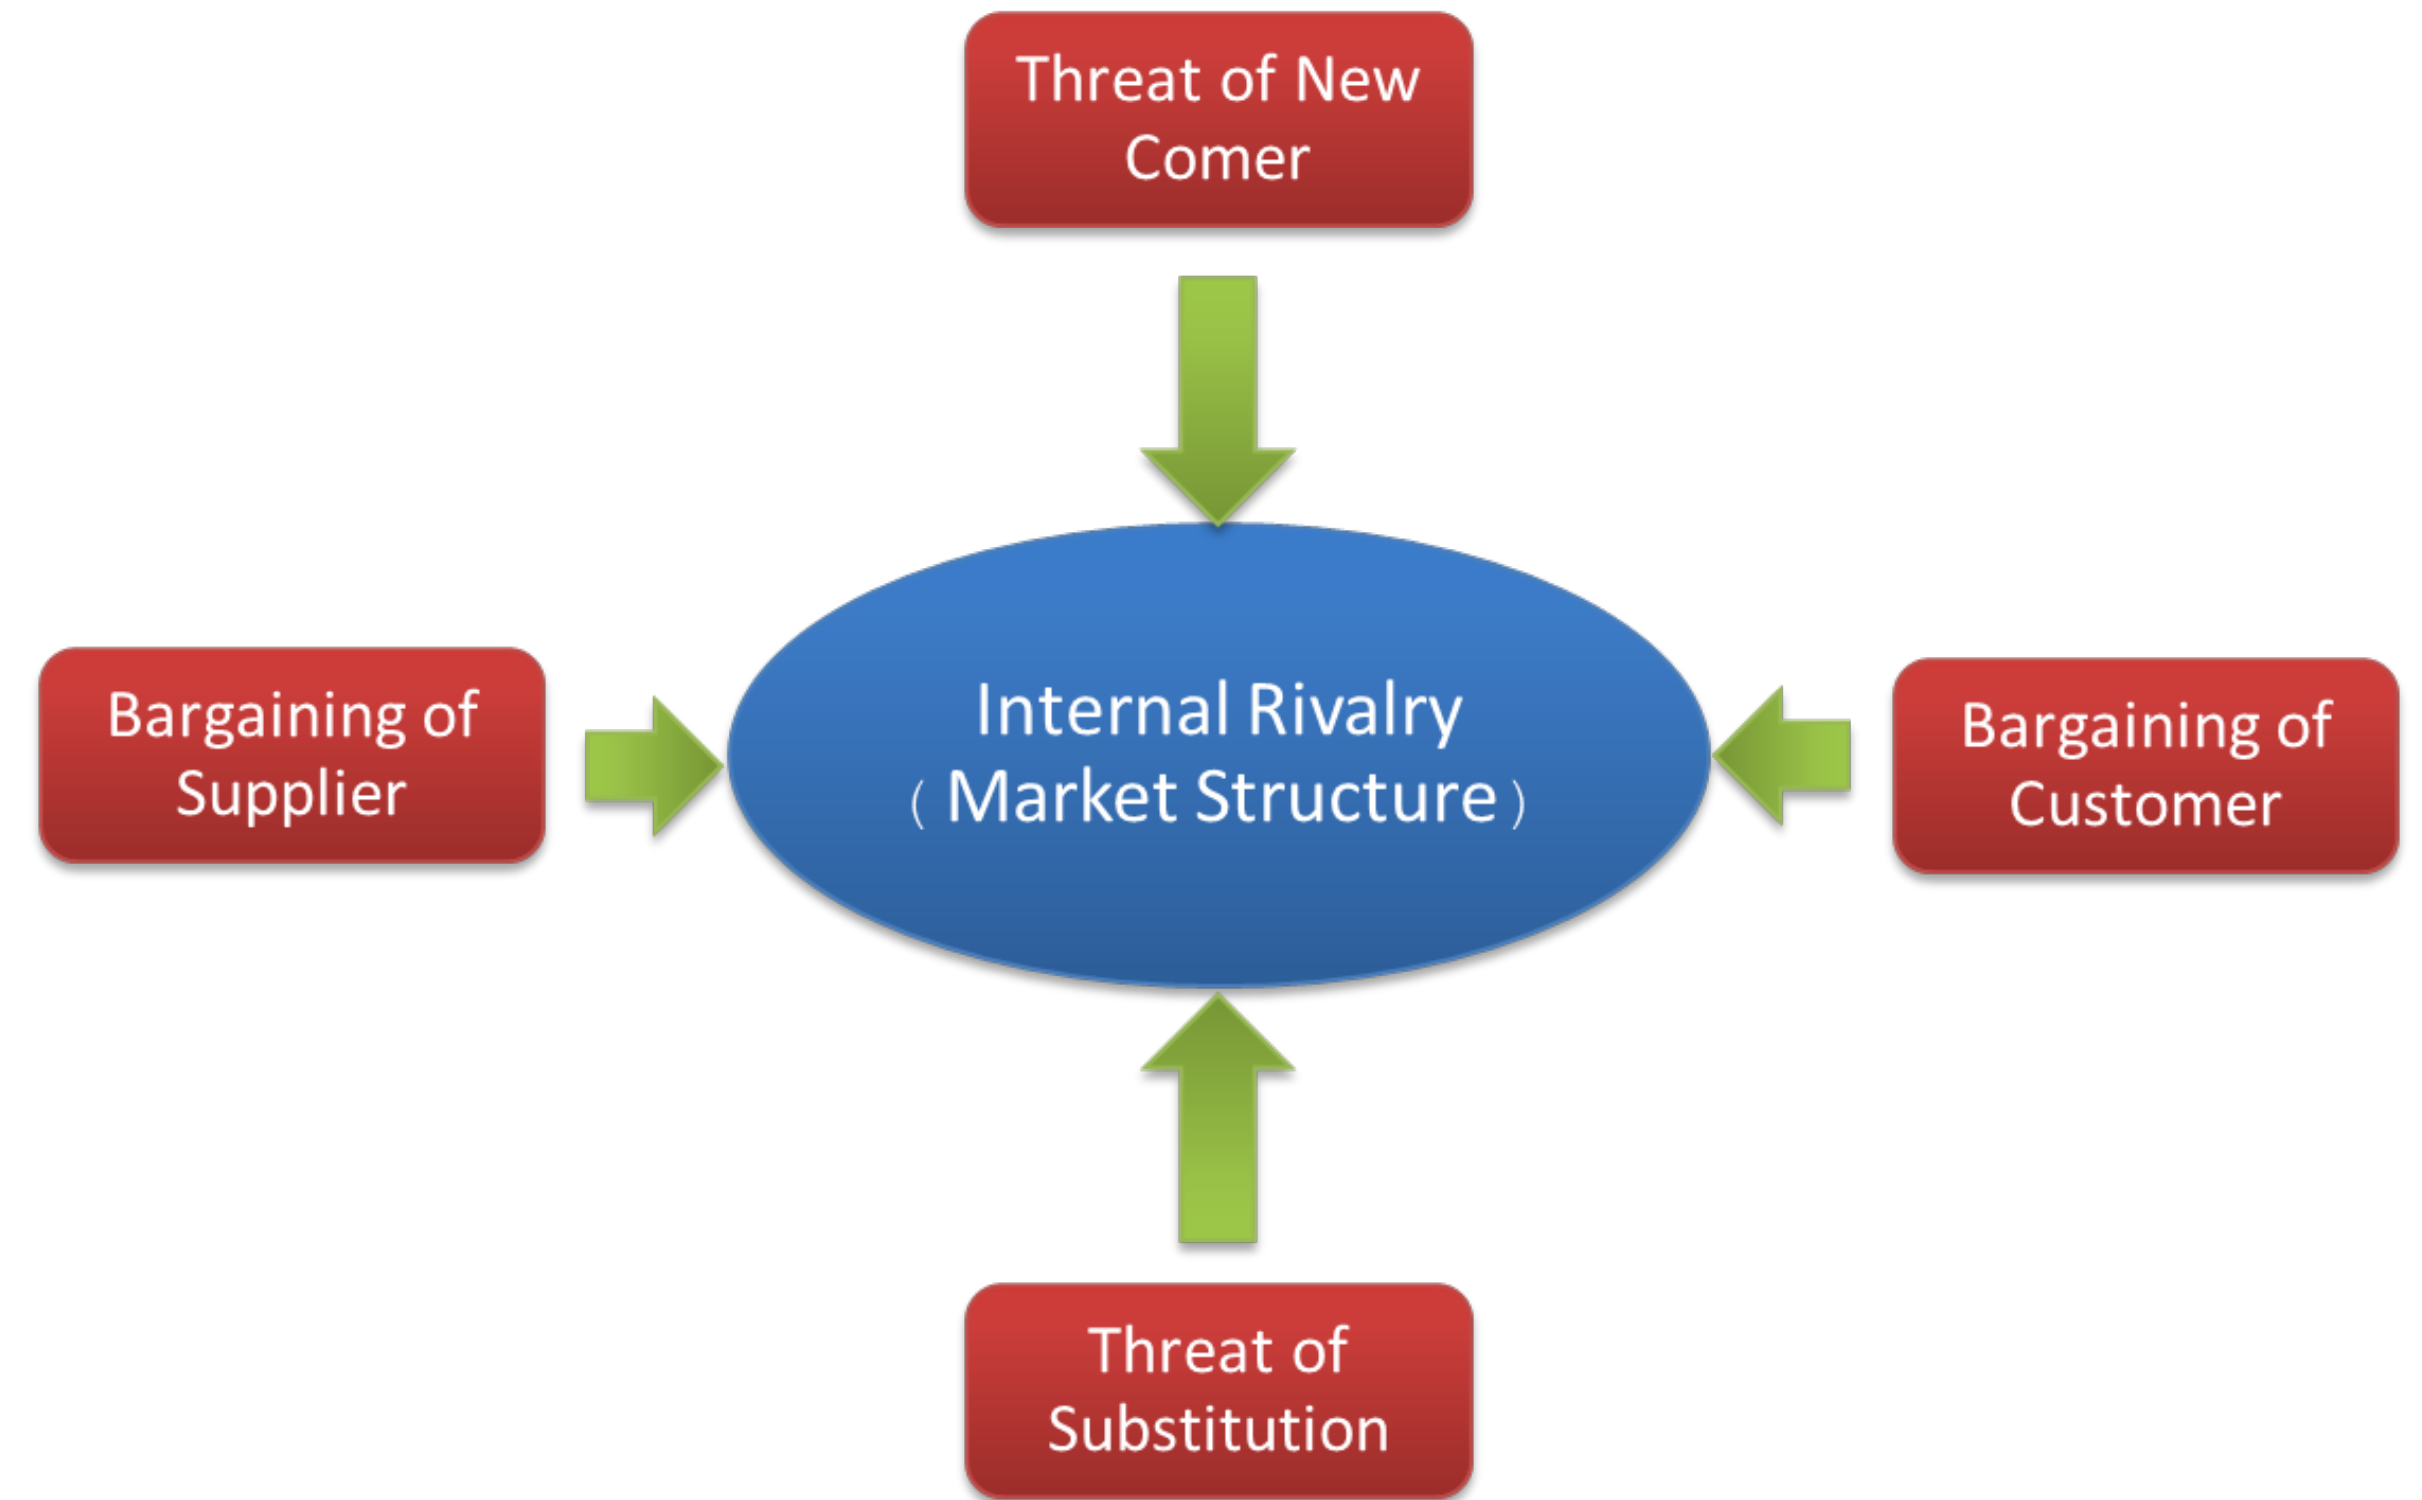 Threat of New
Comer
Bargaining of
Supplier
Internal Rivalry
（Market Structure）
Bargaining of
Customer
Threat of
Substitution